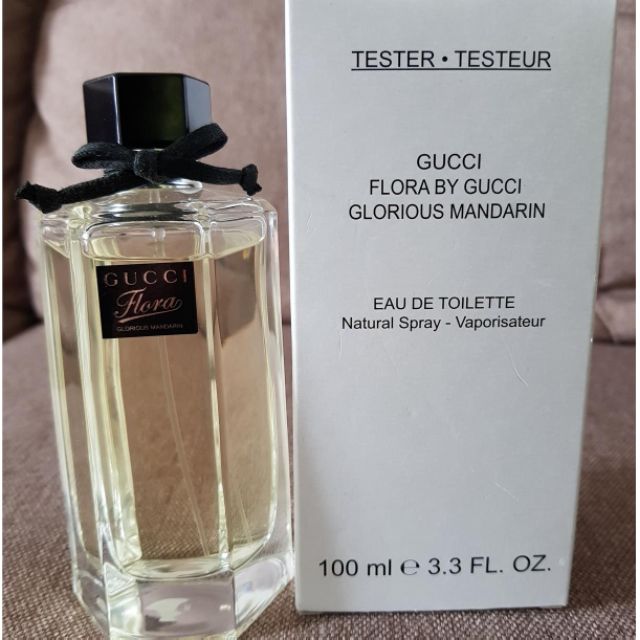 TESTER • TESTEUR
GUCCI
FLORA BY GUCCI
GLORIOUS MANDARIN
EAU DE TOILETTE
Natural Spray - Vaporisateur
100 ml ℮ 3.3 FL. OZ.
GUCCI
Flora
GLORIOUS MANDARIN